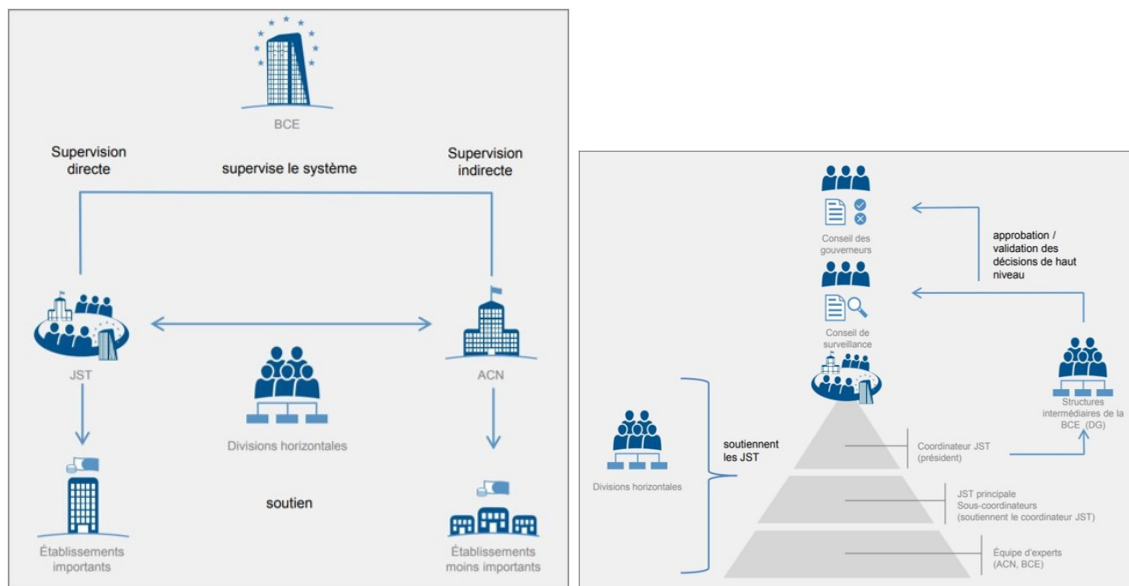 BCE
Supervision
directe
supervise le système
Supervision
indirecte
JST
ACN
Divisions horizontales
soutien
Établissements
importants
Établissements
moins importants
Conseil des
gouverneurs
approbation /
validation des
décisions de haut
niveau
Conseil de
surveillance
Structures
intermédiaires de la
BCE (DG)
soutiennent
les JST
Divisions horizontales
Coordinateur JST
(président)
JST principale
Sous-coordinateurs
(soutiennent le coordinateur JST)
Équipe d'experts
(ACN, BCE)